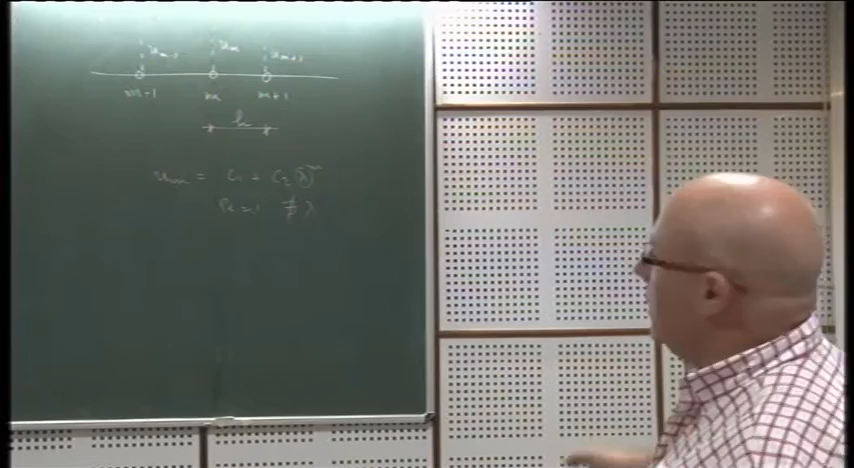 u_{m-1} u_m u_{m+1}
m-1 m m+1
h
u_m = c_1 + c_2 (λ)^m